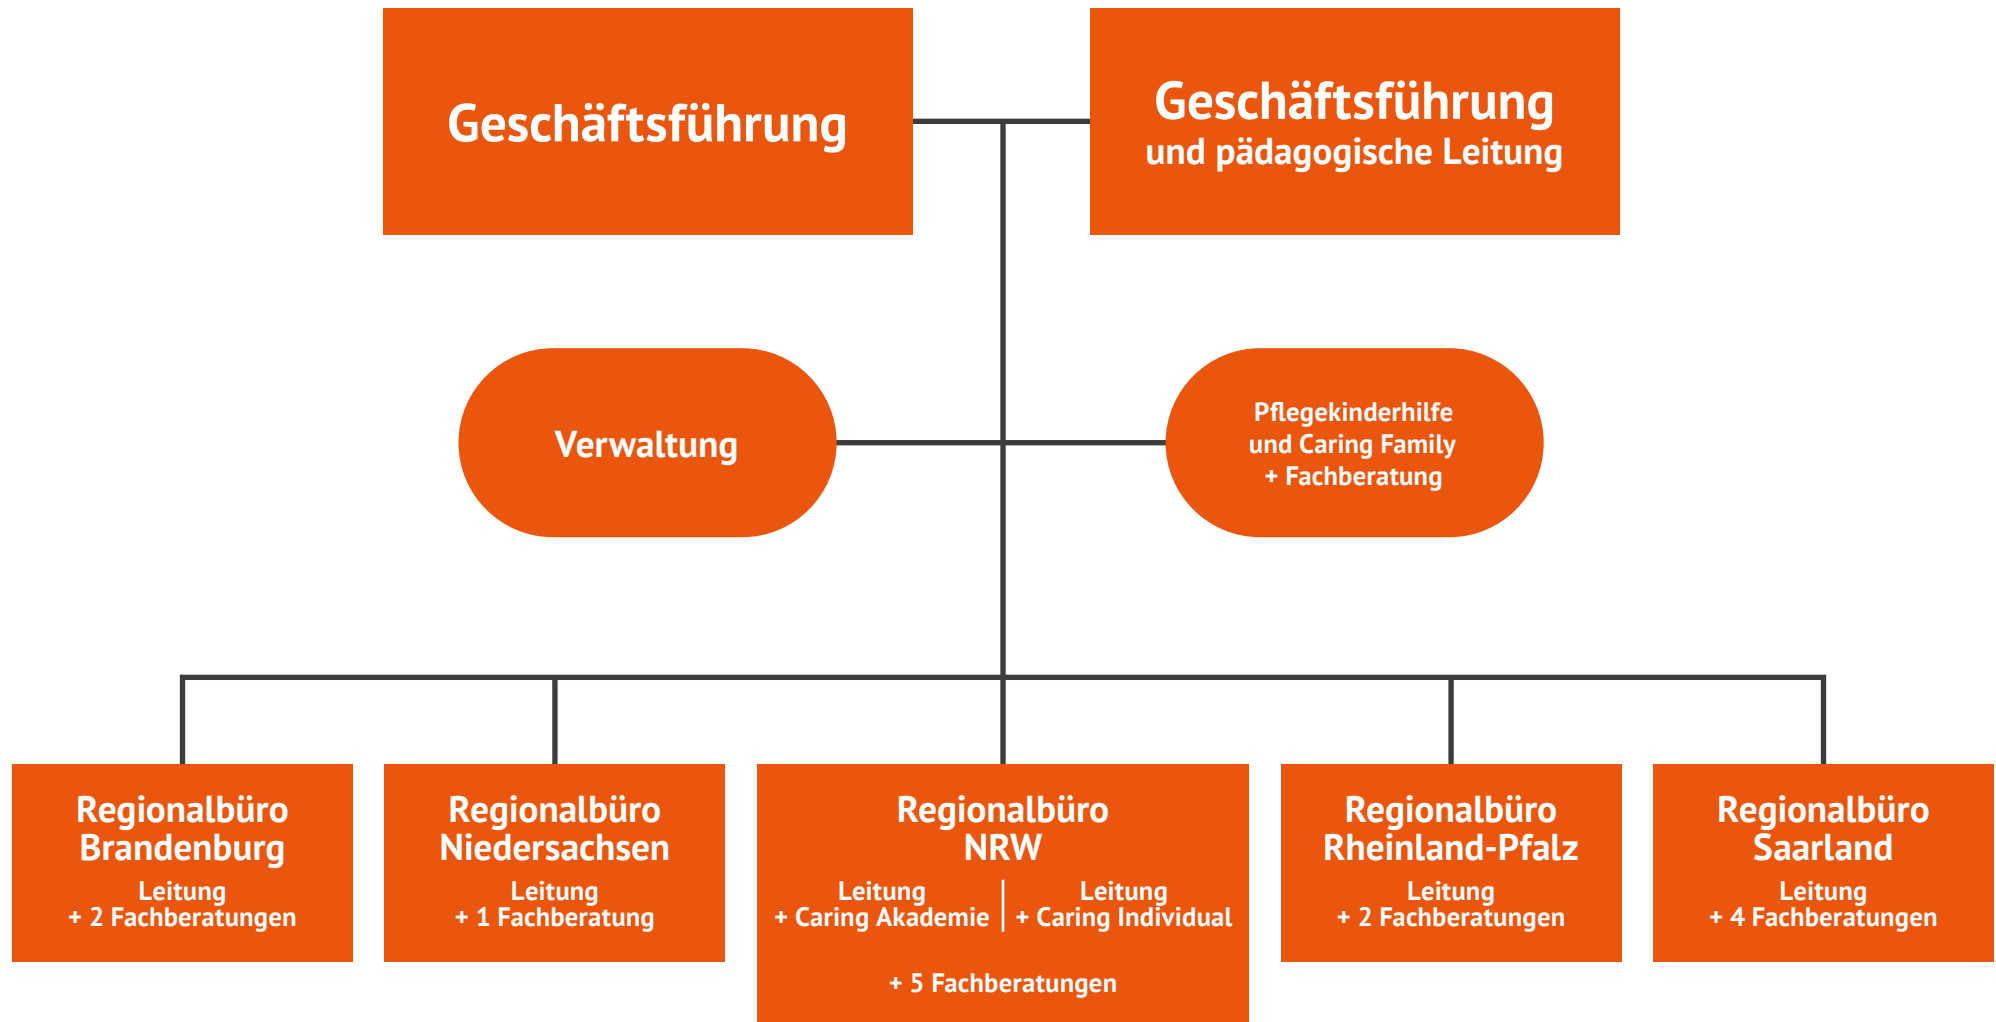 Geschäftsführung
Geschäftsführung
und pädagogische Leitung
Verwaltung
Pflegekinderhilfe
und Caring Family
+ Fachberatung
Regionalbüro
Brandenburg
Leitung
+ 2 Fachberatungen
Regionalbüro
Niedersachsen
Leitung
+ 1 Fachberatung
Regionalbüro
NRW
Leitung
+ Caring Akademie
Leitung
+ Caring Individual
+ 5 Fachberatungen
Regionalbüro
Rheinland-Pfalz
Leitung
+ 2 Fachberatungen
Regionalbüro
Saarland
Leitung
+ 4 Fachberatungen